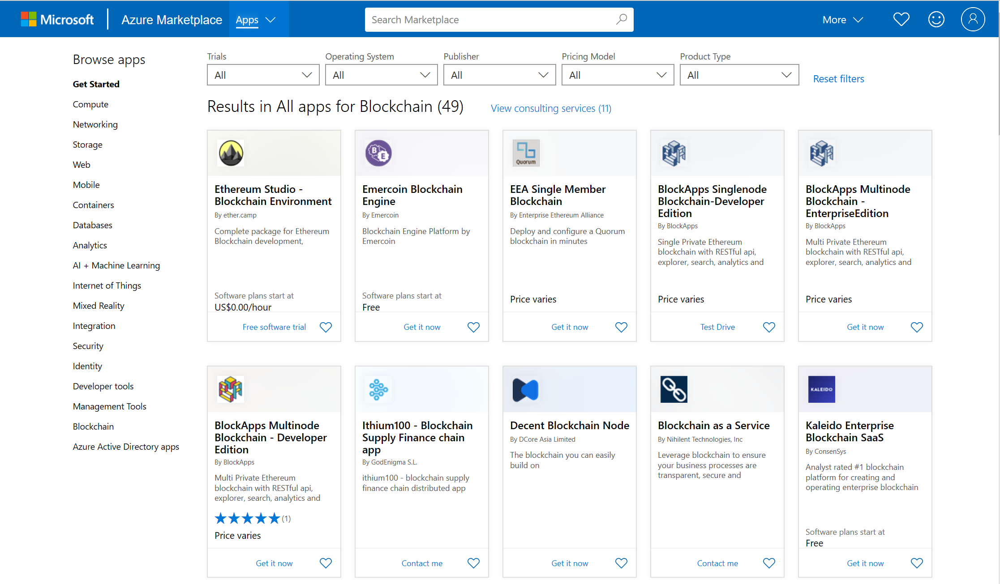 Microsoft
Azure Marketplace
Apps
Search Marketplace
More
Browse apps
Get Started
Compute
Networking
Storage
Web
Mobile
Containers
Databases
Analytics
AI + Machine Learning
Internet of Things
Mixed Reality
Integration
Security
Identity
Developer tools
Management Tools
Blockchain
Azure Active Directory apps
Trials
All
Operating System
All
Publisher
All
Pricing Model
All
Product Type
All
Reset filters
Results in All apps for Blockchain (49)
View consulting services (11)
Ethereum Studio -
Blockchain Environment
By ether.camp
Complete package for Ethereum
Blockchain development,
Software plans start at
US$0.00/hour
Free software trial
B
E
Emercoin Blockchain
Engine
By Emercoin
Blockchain Engine Platform by
Emercoin
Software plans start at
Free
Get it now
Quorum
EEA Single Member
Blockchain
By Enterprise Ethereum Alliance
Deploy and configure a Quorum
blockchain in minutes
Price varies
Get it now
BlockApps Singlenode
Blockchain-Developer
Edition
By BlockApps
Single Private Ethereum
blockchain with RESTful api,
explorer, search, analytics and
Price varies
Test Drive
BlockApps Multinode
Blockchain -
EnterpriseEdition
By BlockApps
Multi Private Ethereum
blockchain with RESTful api,
explorer, search, analytics and
Price varies
Get it now
BlockApps Multinode
Blockchain - Developer
Edition
By BlockApps
Multi Private Ethereum
blockchain with RESTful api,
explorer, search, analytics and
(1)
Price varies
Get it now
Ithium100 - Blockchain
Supply Finance chain
app
By GodEnigma S.L.
ithium100 - blockchain supply
finance chain distributed app
Contact me
Decent Blockchain Node
By DCore Asia Limited
The blockchain you can easily
build on
Get it now
Blockchain as a Service
By Nihilent Technologies, Inc
Leverage blockchain to ensure
your business processes are
transparent, secure and
Contact me
KALEIDO
Kaleido Enterprise
Blockchain SaaS
By ConsenSys
Analyst rated #1 blockchain
platform for creating and
operating enterprise blockchain
Software plans start at
Free
Get it now